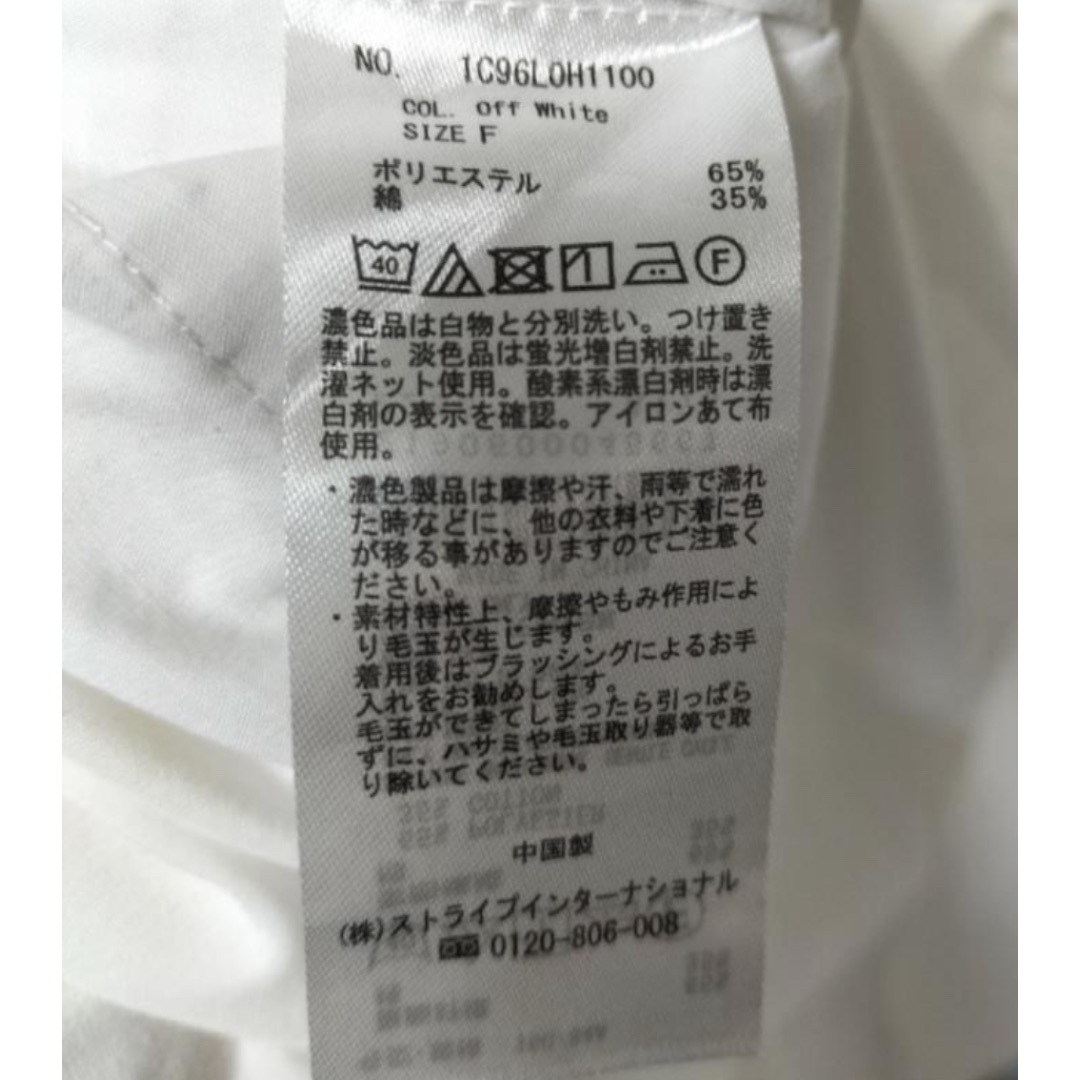 NO. 1C96L0H1100
COL. Off White
SIZE F
ポリエステル 65%
綿 35%
40
F
濃色品は白物と分別洗い。つけ置き
禁止。淡色品は蛍光増白剤禁止。洗
濯ネット使用。酸素系漂白剤時は漂
白剤の表示を確認。アイロンあて布
使用。
・濃色製品は摩擦や汗、雨等で濡れ
た時などに、他の衣料や下着に色
が移る事がありますのでご注意く
ださい。
・素材特性上、摩擦やもみ作用によ
り毛玉が生じます。
着用後はブラッシングによるお手
入れをお勧めします。
毛玉ができてしまったら引っぱら
ずに、ハサミや毛玉取り器等で取
り除いてください。
中国製
(株)ストライプインターナショナル
0120-806-008